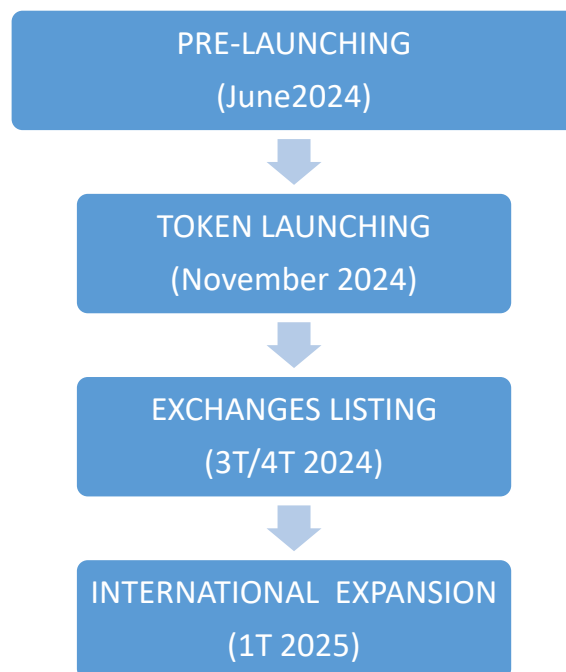 PRE-LAUNCHING
(June2024)
TOKEN LAUNCHING
(November 2024)
EXCHANGES LISTING
(3T/4T 2024)
INTERNATIONAL  EXPANSION
(1T 2025)